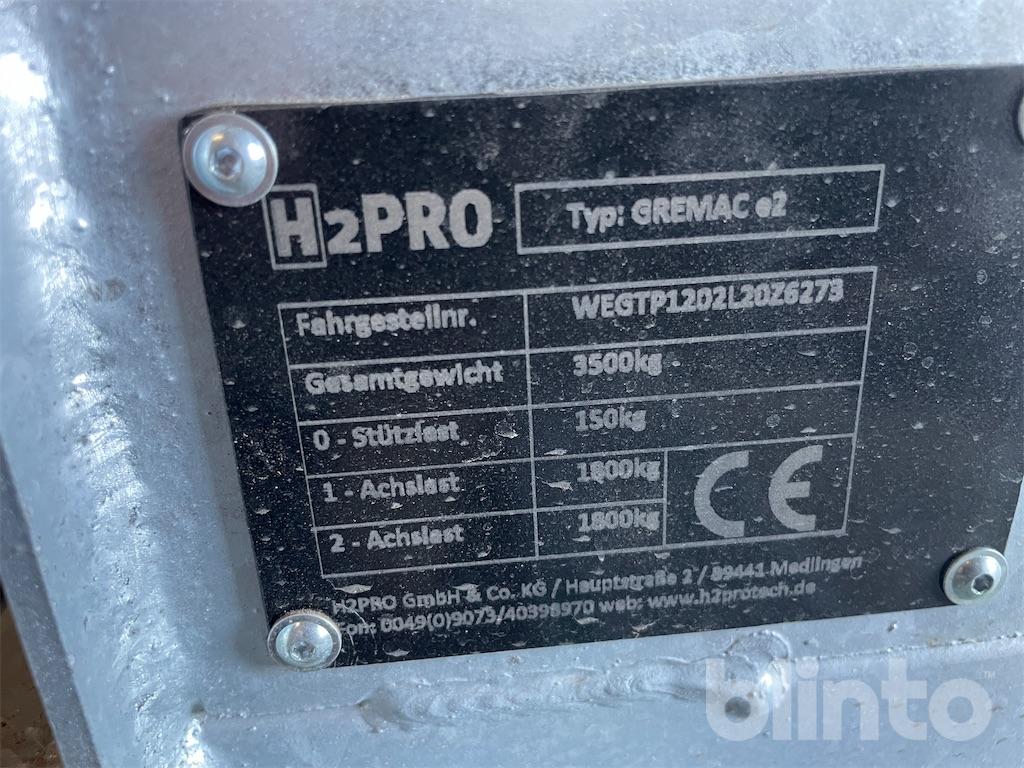 H2PRO
Typ: GREMAC e2
Fahrgestellnr. WEGTP1202L20Z6273
Gesamtgewicht 3500kg
0 - Stützlast 150kg
1 - Achslast 1800kg
2 - Achslast 1800kg
CE
H2PRO GmbH & Co. KG / Hauptstraße 2 / 89441 Medlingen
Fon: 0049(0)9073/40398970 web: www.h2protech.de
blinto™